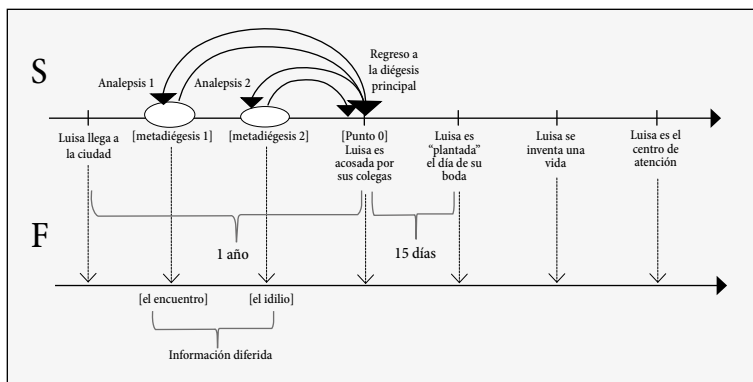 S
Analepsis 1
Analepsis 2
Regreso a
la diégesis
principal
Luisa llega a
la ciudad
[metadiégesis 1]
[metadiégesis 2]
[Punto 0]
Luisa es
acosada por
sus colegas
Luisa es
“plantada”
el día de su
boda
Luisa se
inventa una
vida
Luisa es el
centro de
atención
F
1 año
15 días
[el encuentro]
[el idilio]
Información diferida